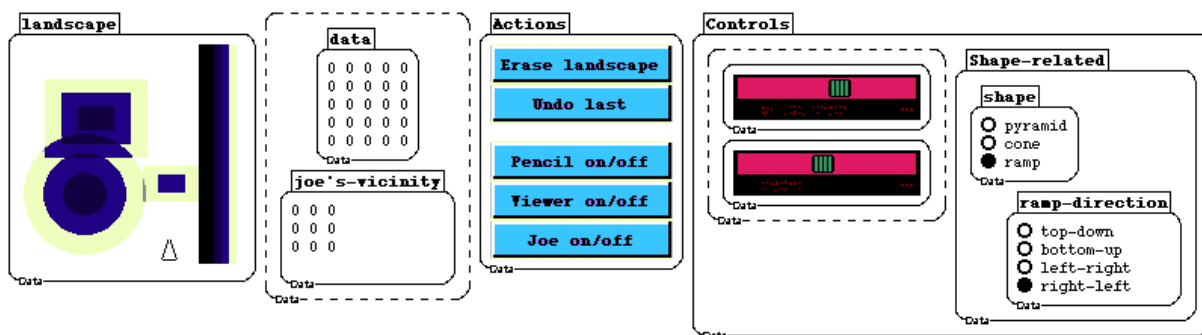 landscape
Data
data
0 0 0 0 0
0 0 0 0 0
0 0 0 0 0
0 0 0 0 0
0 0 0 0 0
Data
joe's-vicinity
0 0 0
0 0 0
0 0 0
Data
Data
Actions
Erase landscape
Undo last
Pencil on/off
Viewer on/off
Joe on/off
Data
Controls
Data
Data
Data
Shape-related
shape
pyramid
cone
ramp
Data
ramp-direction
top-down
bottom-up
left-right
right-left
Data
Data
Data